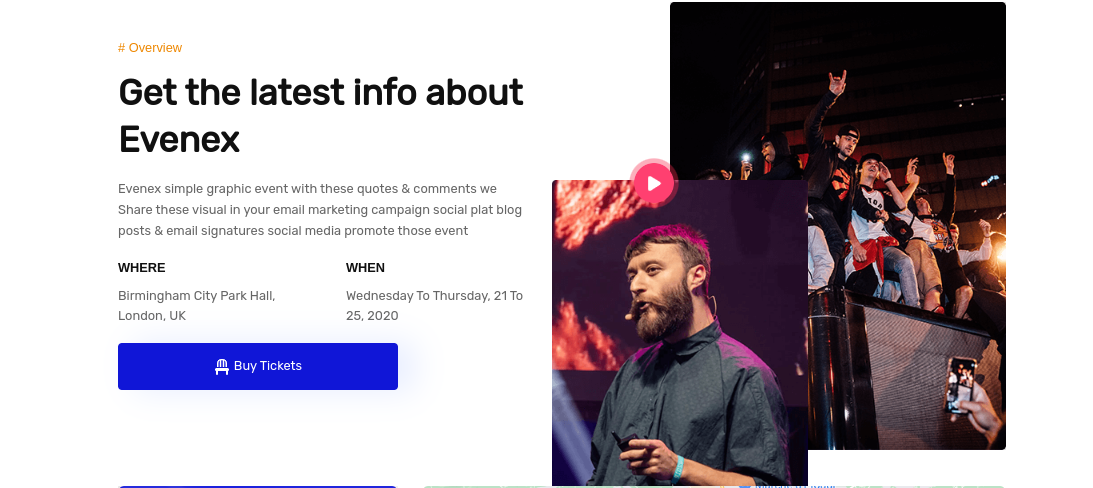 # Overview
Get the latest info about
Evenex
Evenex simple graphic event with these quotes & comments we
Share these visual in your email marketing campaign social plat blog
posts & email signatures social media promote those event
WHERE
Birmingham City Park Hall,
London, UK
WHEN
Wednesday To Thursday, 21 To
25, 2020
Buy Tickets